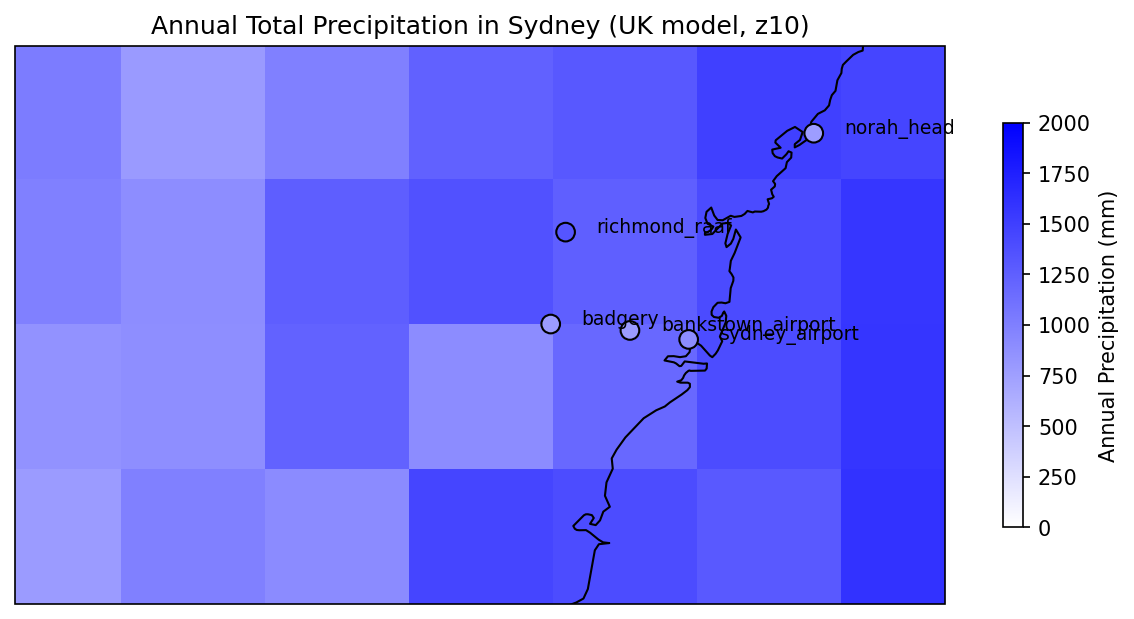 Annual Total Precipitation in Sydney (UK model, z10)
norah_head
richmond_raaf
badgery
bankstown_airport
sydney_airport
2000
1750
1500
1250
1000
750
500
250
0
Annual Precipitation (mm)